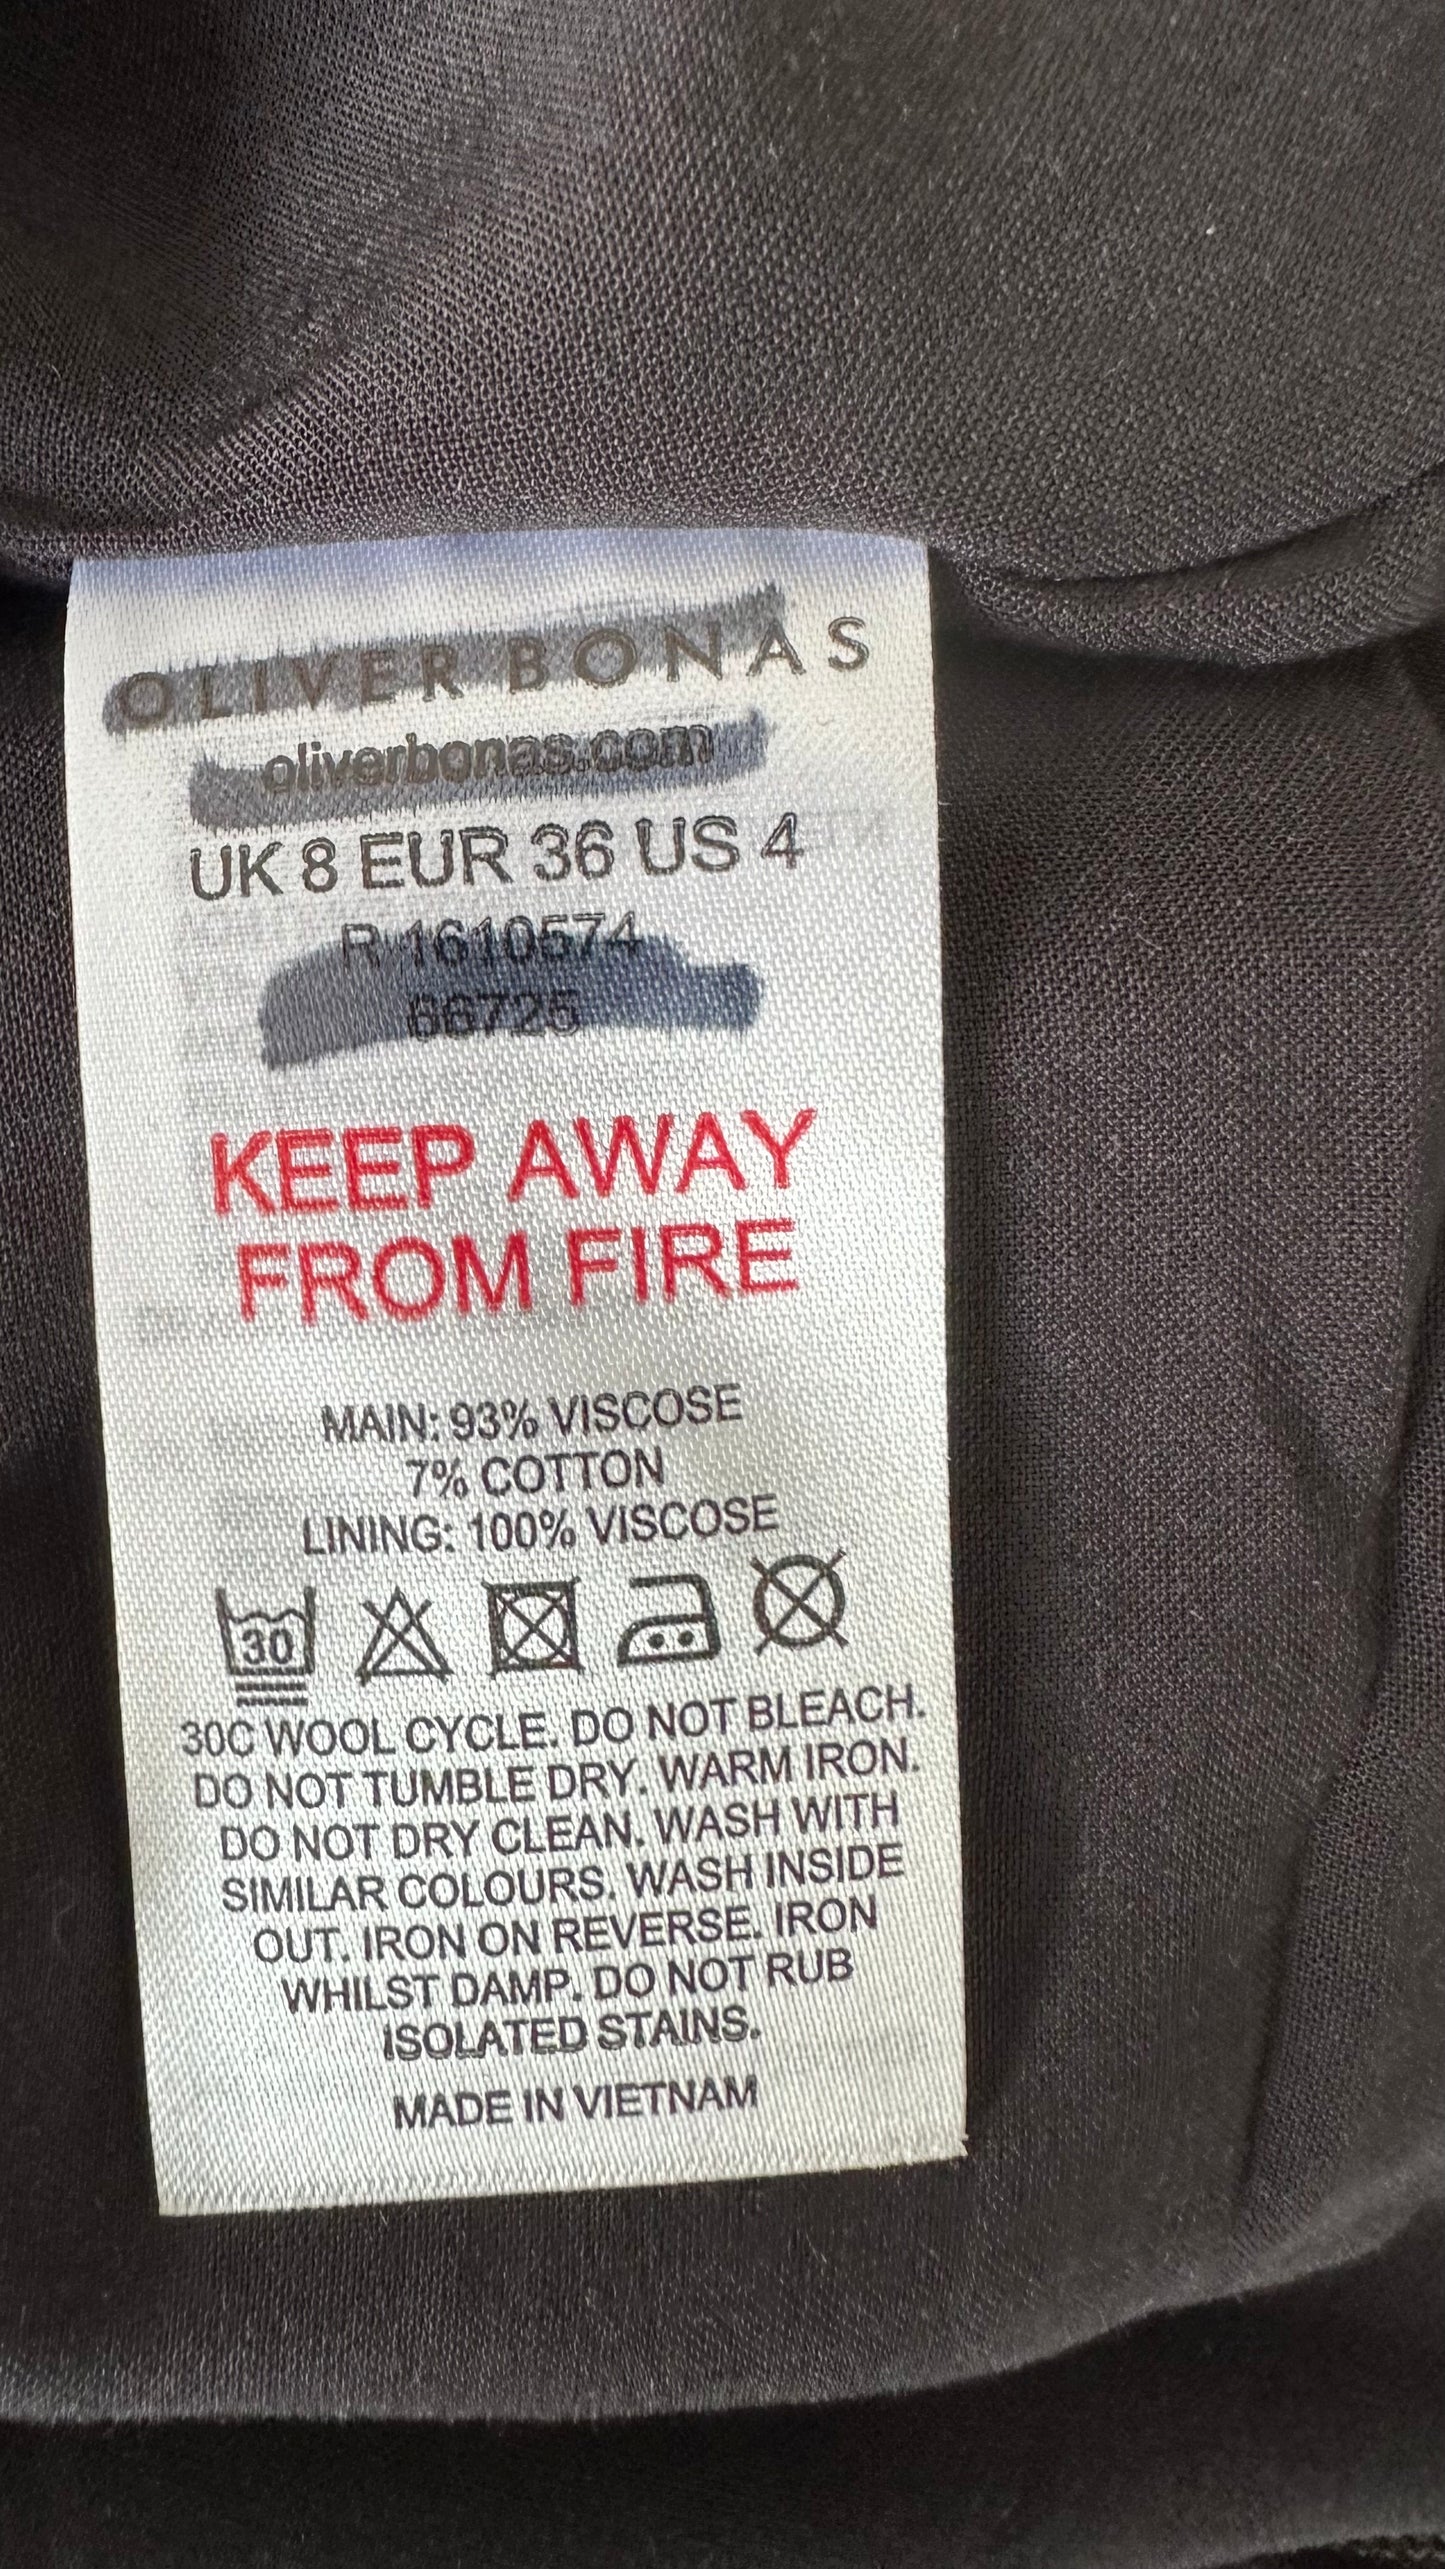 OLIVER BONAS
oliverbonas.com
UK 8 EUR 36 US 4
R 1610574
66725
KEEP AWAY
FROM FIRE
MAIN: 93% VISCOSE
7% COTTON
LINING: 100% VISCOSE
30
30C WOOL CYCLE. DO NOT BLEACH.
DO NOT TUMBLE DRY. WARM IRON.
DO NOT DRY CLEAN. WASH WITH
SIMILAR COLOURS. WASH INSIDE
OUT. IRON ON REVERSE. IRON
WHILST DAMP. DO NOT RUB
ISOLATED STAINS.
MADE IN VIETNAM